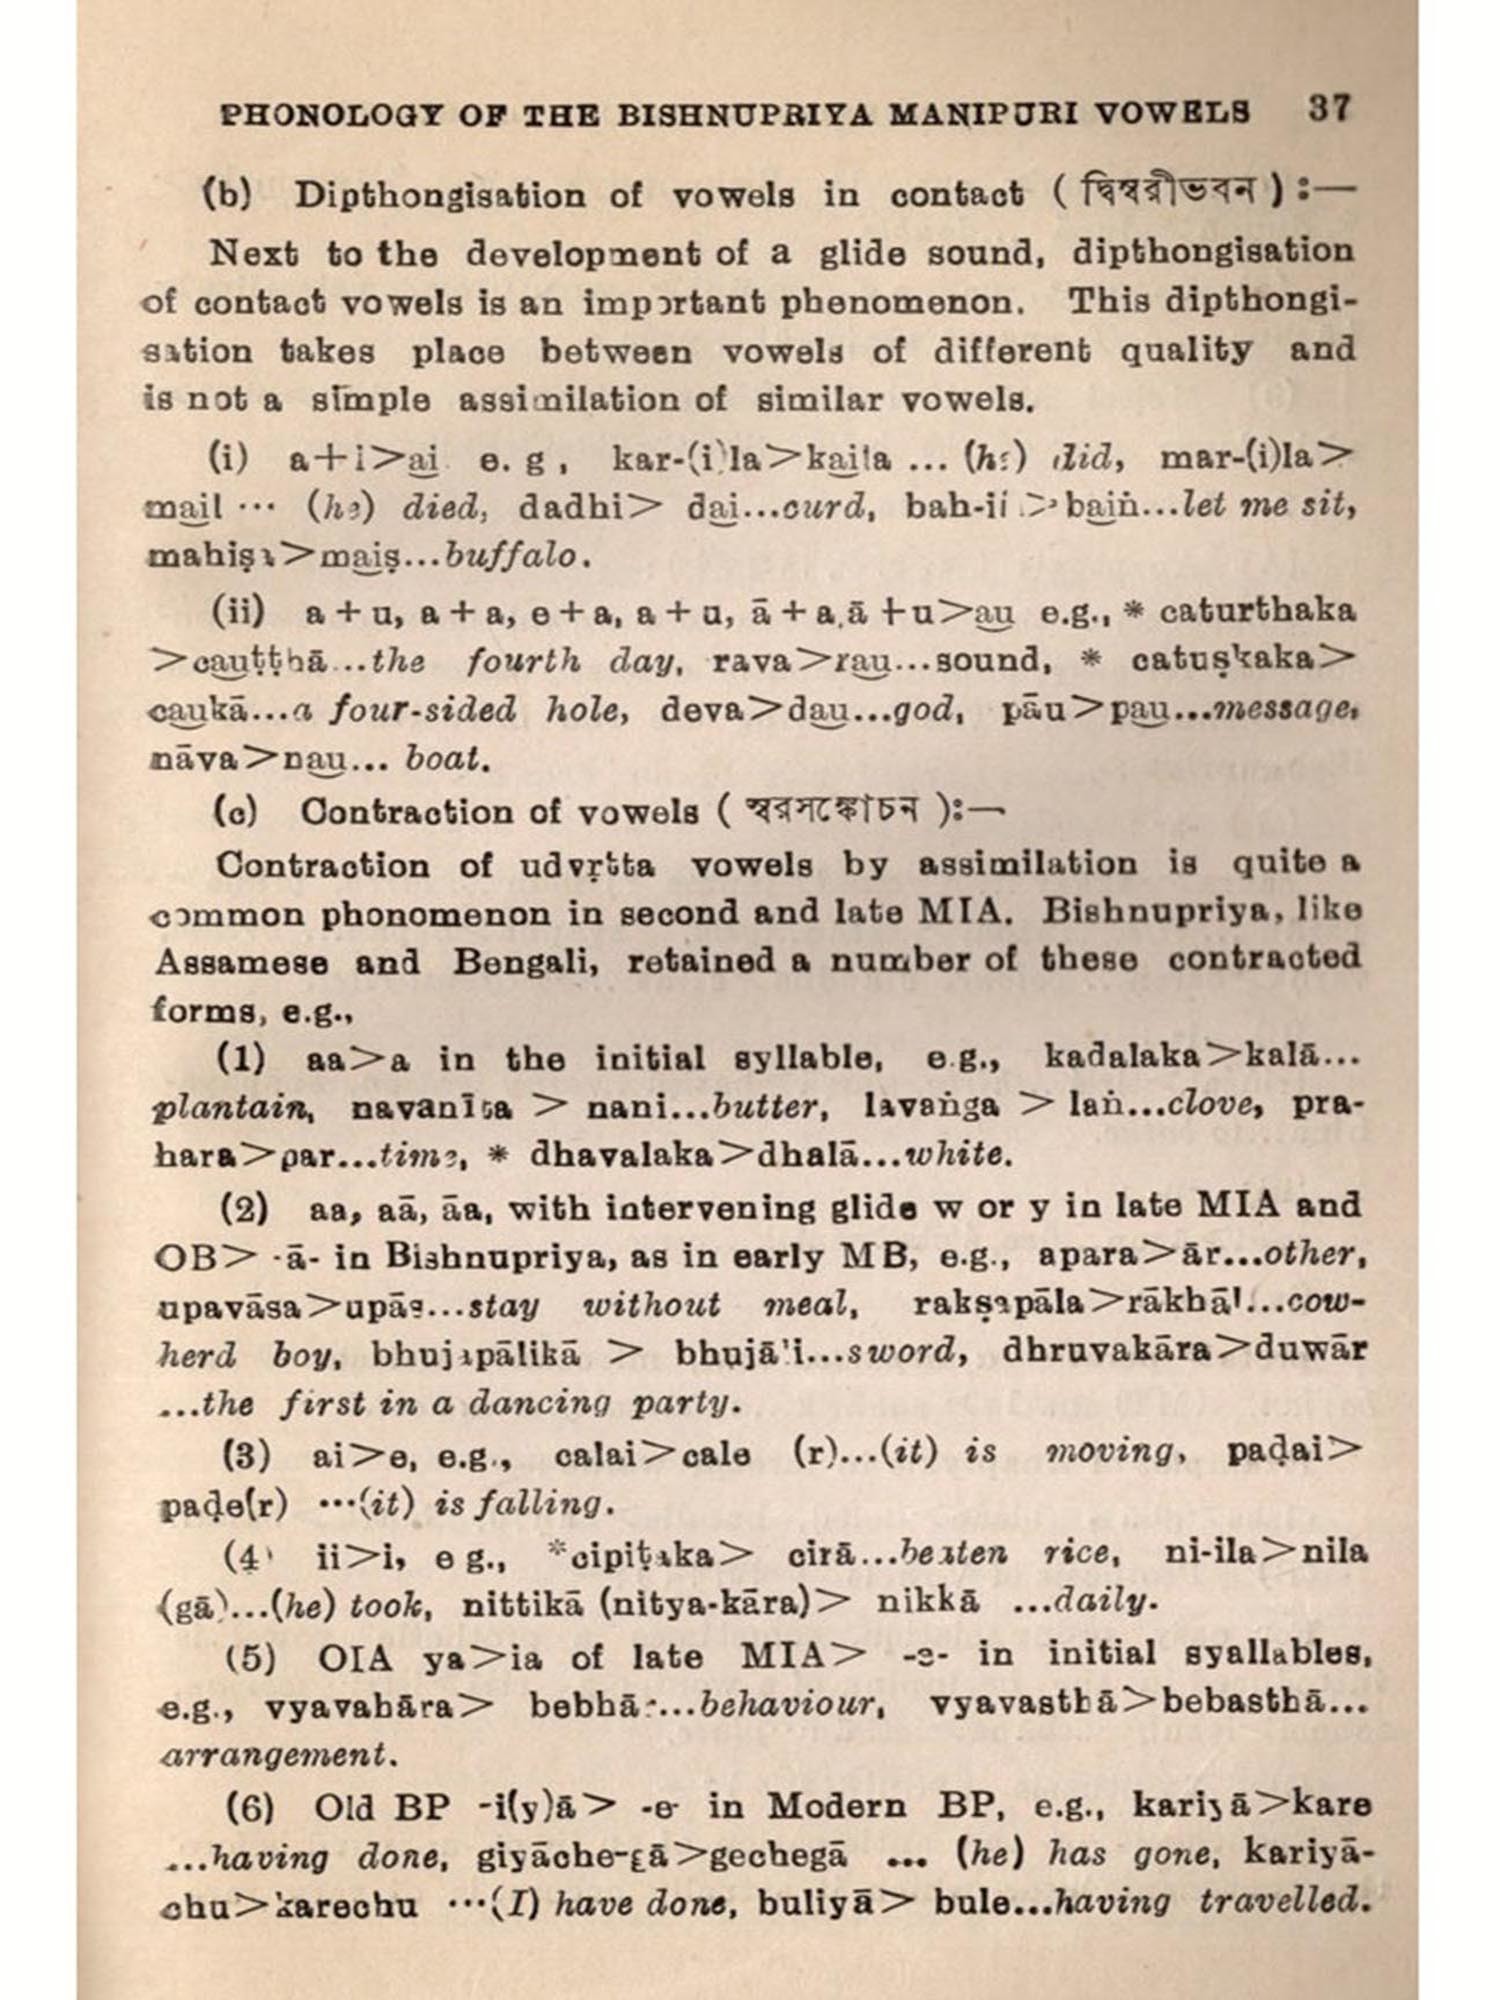 PHONOLOGY OF THE BISHNUPRIYA MANIPURI VOWELS 37
(b) Dipthongisation of vowels in contact ( দ্বিস্বরীভবন ) :—
Next to the development of a glide sound, dipthongisation
of contact vowels is an important phenomenon. This dipthongi-
sation takes place between vowels of different quality and
is not a simple assimilation of similar vowels.
(i) a+i>ai e. g, kar-(i)la>kaila ... (he) did, mar-(i)la>
mail ... (he) died, dadhi> dai...curd, bah-ií > baiṅ...let me sit,
mahiṣa>maiṣ...buffalo.
(ii) a+u, a+a, e+a, a+u, ā+a, ā+u>au e.g., * caturthaka
>cauṭṭhā...the fourth day, rava>rau...sound, * catuṣkaka>
caukā...a four-sided hole, deva>dau...god, pāu>pau...message,
nāva>nau... boat.
(c) Contraction of vowels ( স্বরসঙ্কোচন ):—
Contraction of udvṛtta vowels by assimilation is quite a
common phonomenon in second and late MIA. Bishnupriya, like
Assamese and Bengali, retained a number of these contracted
forms, e.g.,
(1) aa>a in the initial syllable, e.g., kadalaka>kalā...
plantain, navanīta > nani...butter, lavaṅga > laṅ...clove, pra-
hara>par...time, * dhavalaka>dhalā...white.
(2) aa, aā, āa, with intervening glide w or y in late MIA and
OB> -ā- in Bishnupriya, as in early MB, e.g., apara>ār...other,
upavāsa>upās...stay without meal, rakṣapāla>rākhāl...cow-
herd boy, bhujapālikā > bhujāli...sword, dhruvakāra>duwār
...the first in a dancing party.
(3) ai>e, e.g., calai>cale (r)...(it) is moving, paḍai>
paḍe(r) ...(it) is falling.
(4) ii>i, e g., *cipiṭaka> cirā...beaten rice, ni-ila>nila
(gā)...(he) took, nittikā (nitya-kāra)> nikkā ...daily.
(5) OIA ya>ia of late MIA> -e- in initial syallables,
e.g., vyavahāra> bebhār...behaviour, vyavasthā>bebasthā...
arrangement.
(6) Old BP -i(y)ā> -e- in Modern BP, e.g., kariyā>kare
...having done, giyāche-gā>gechegā ... (he) has gone, kariyā-
chu>karechu ...(I) have done, buliyā> bule...having travelled.